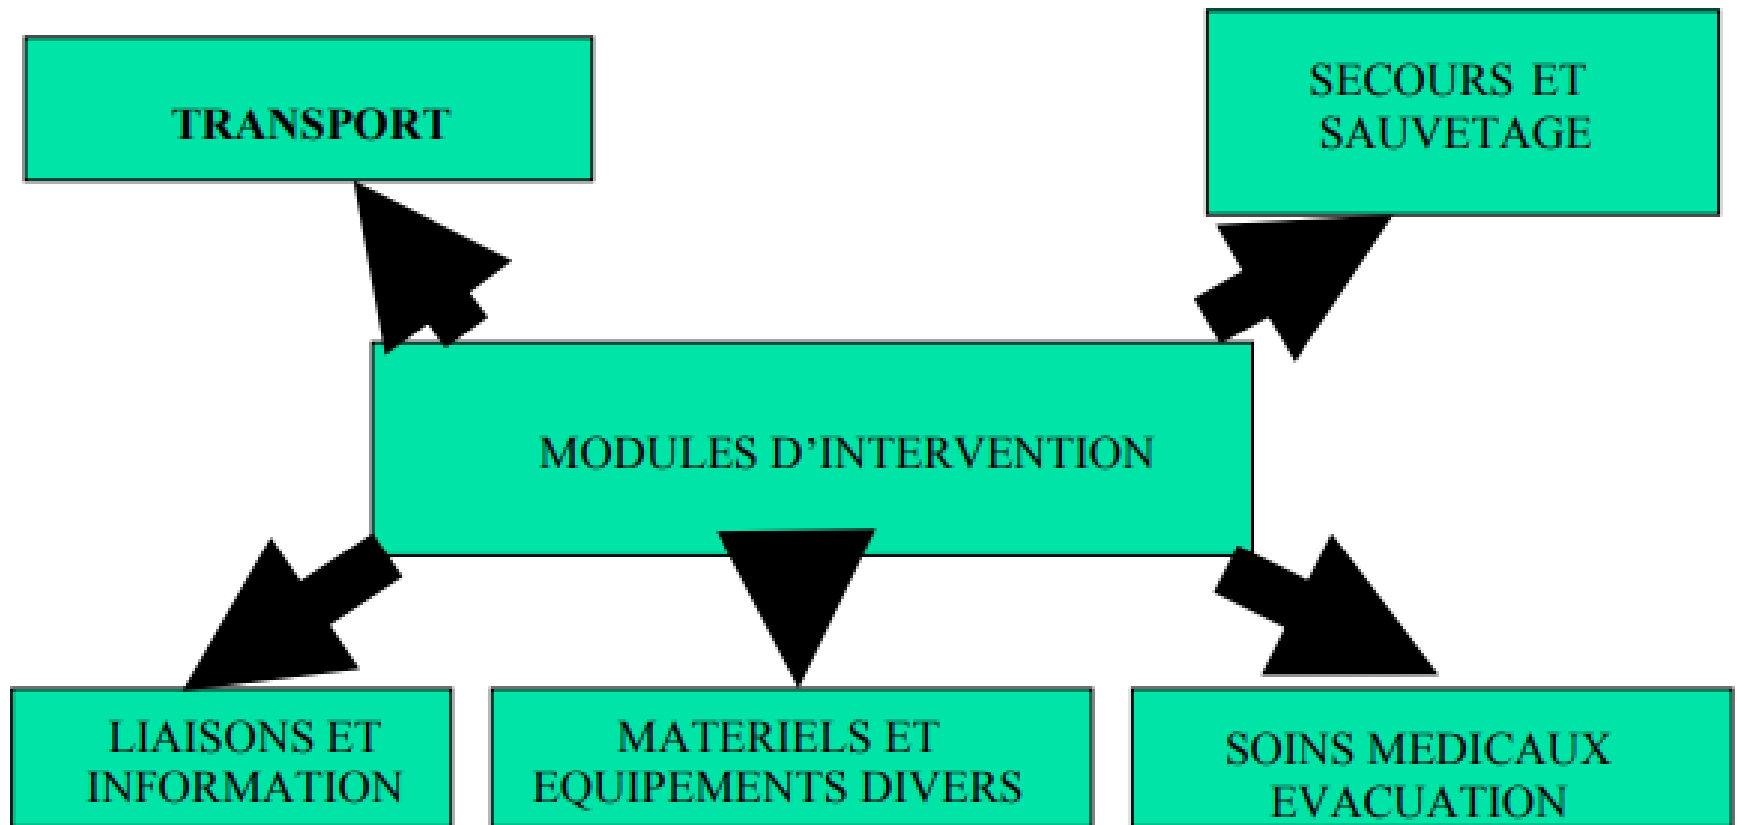 TRANSPORT
SECOURS ET
SAUVETAGE
MODULES D’INTERVENTION
LIAISONS ET
INFORMATION
MATERIELS ET
EQUIPEMENTS DIVERS
SOINS MEDICAUX
EVACUATION